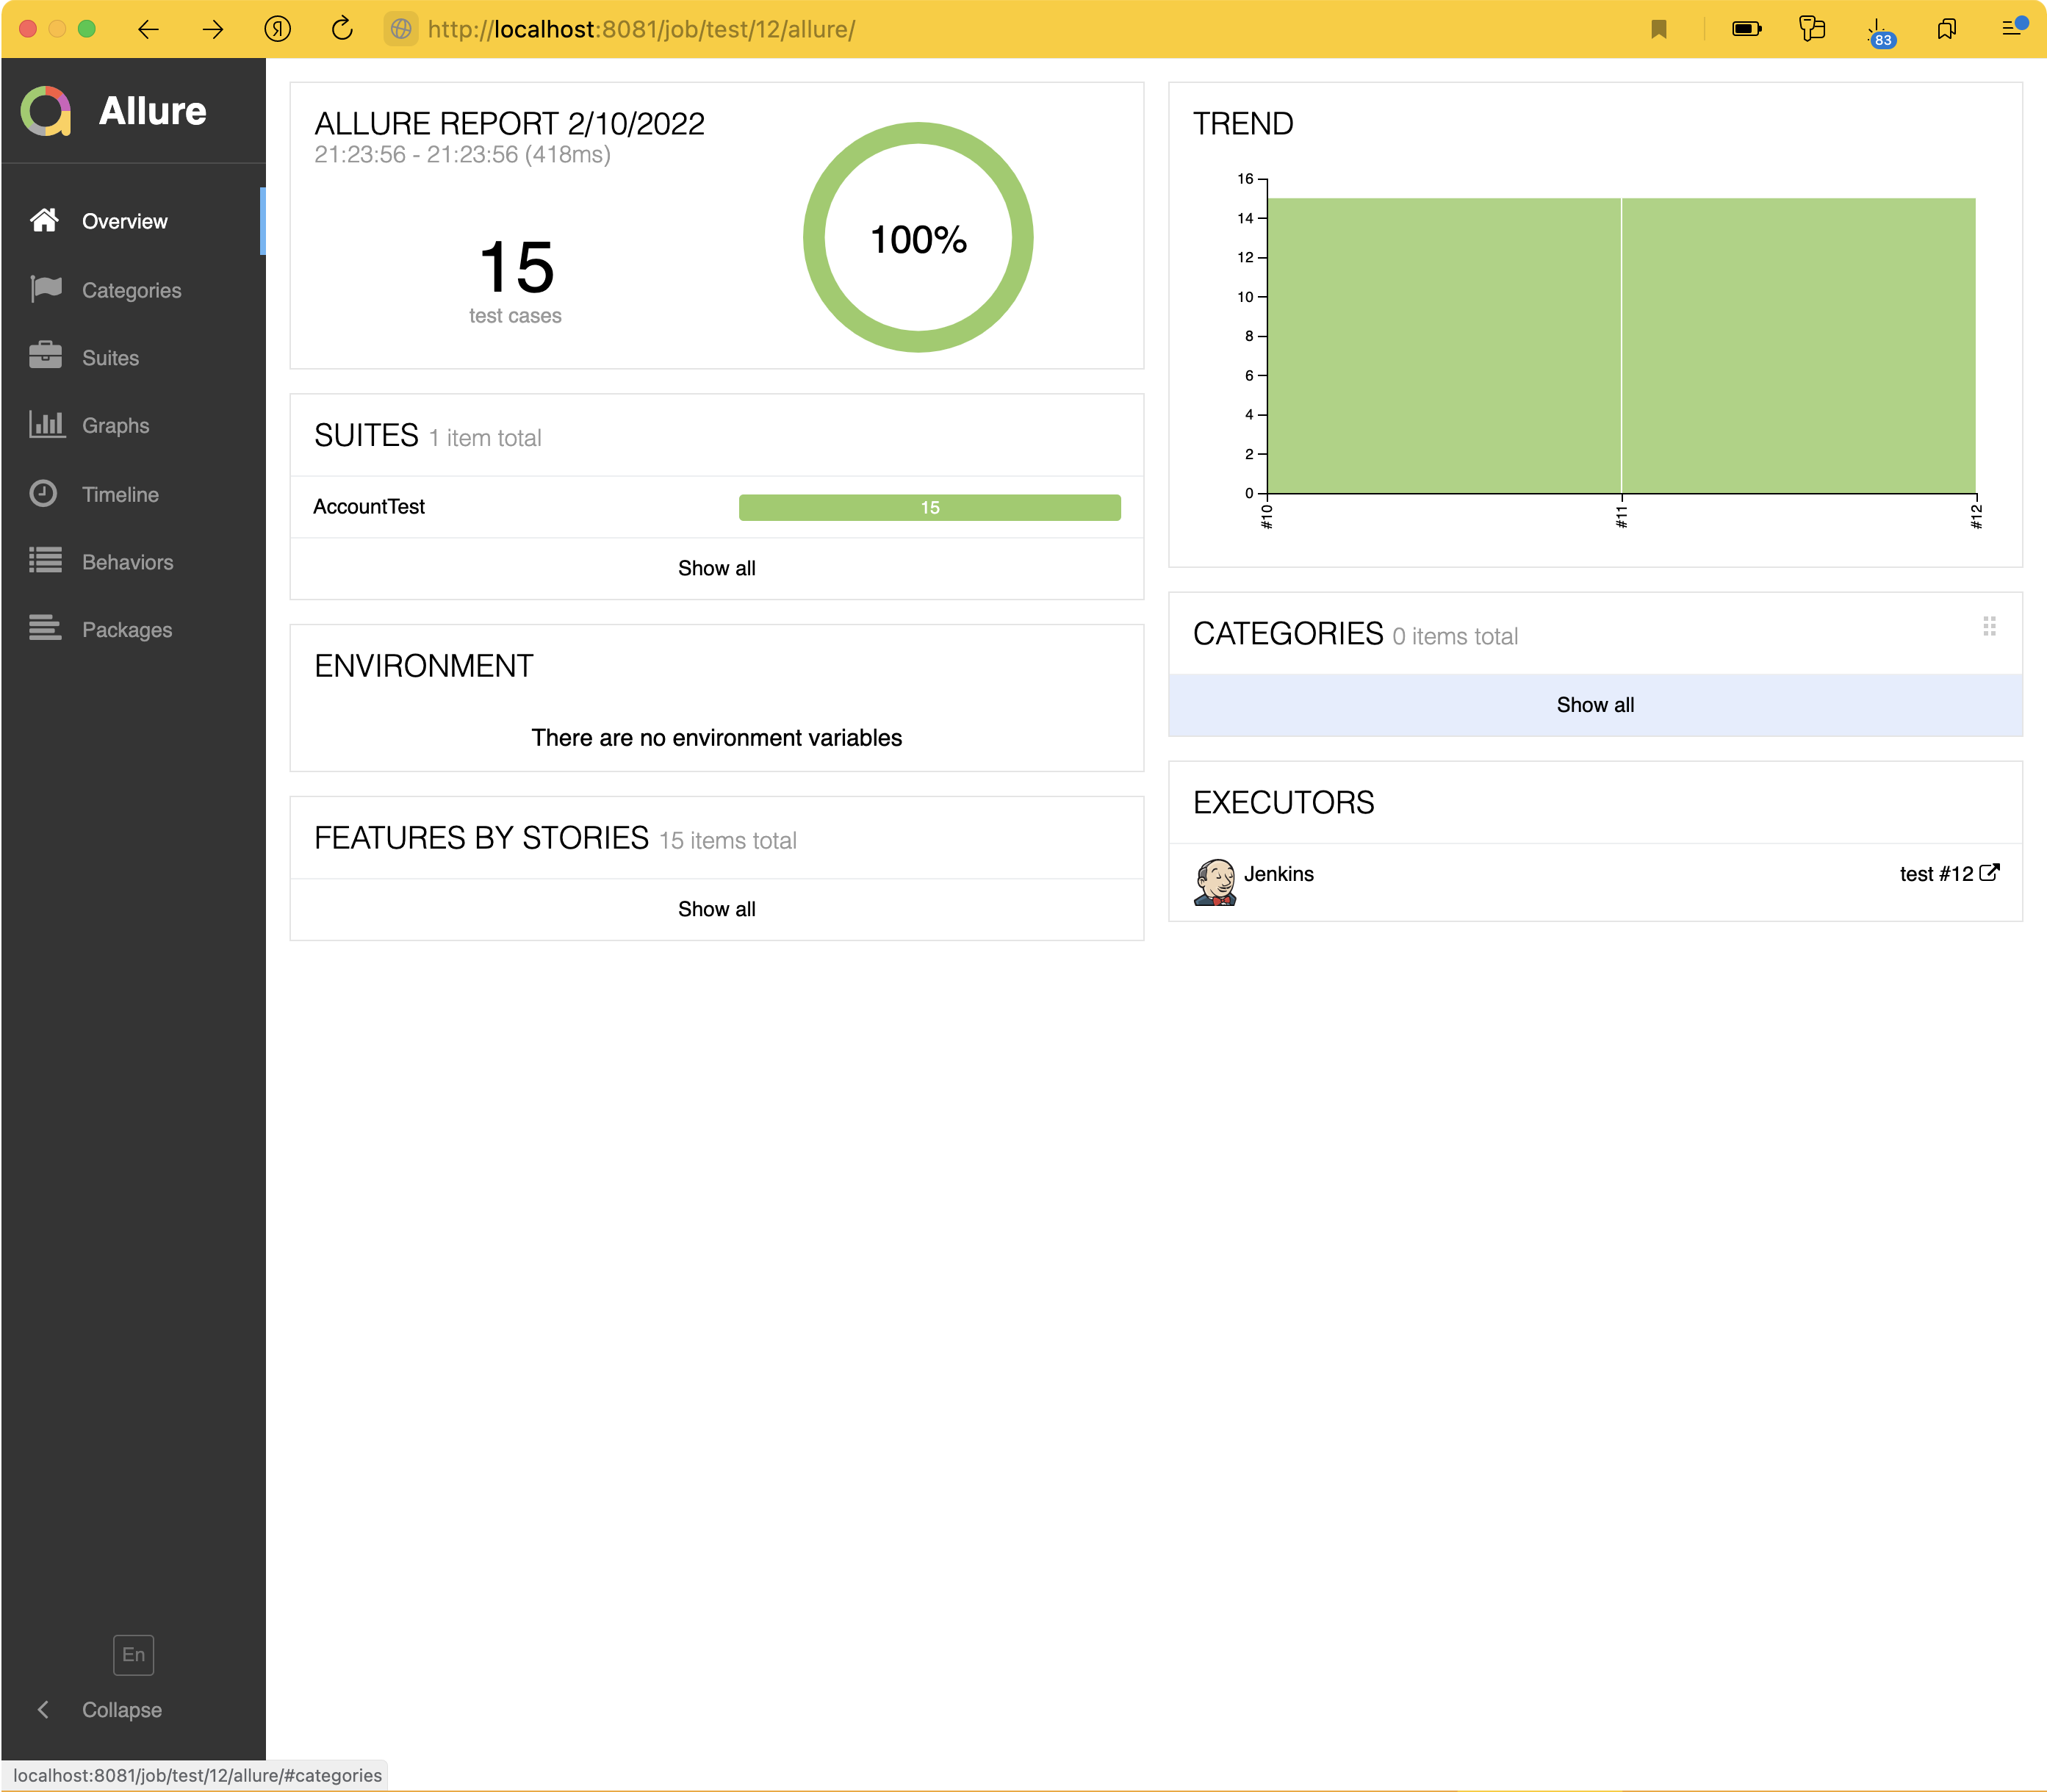 http://localhost:8081/job/test/12/allure/
83
Allure
Overview
Categories
Suites
Graphs
Timeline
Behaviors
Packages
En
Collapse
ALLURE REPORT 2/10/2022
21:23:56 - 21:23:56 (418ms)
15
test cases
100%
SUITES 1 item total
AccountTest 15
Show all
ENVIRONMENT
There are no environment variables
FEATURES BY STORIES 15 items total
Show all
TREND
16
14
12
10
8
6
4
2
0
#10 #11 #12
CATEGORIES 0 items total
Show all
EXECUTORS
Jenkins test #12
localhost:8081/job/test/12/allure/#categories